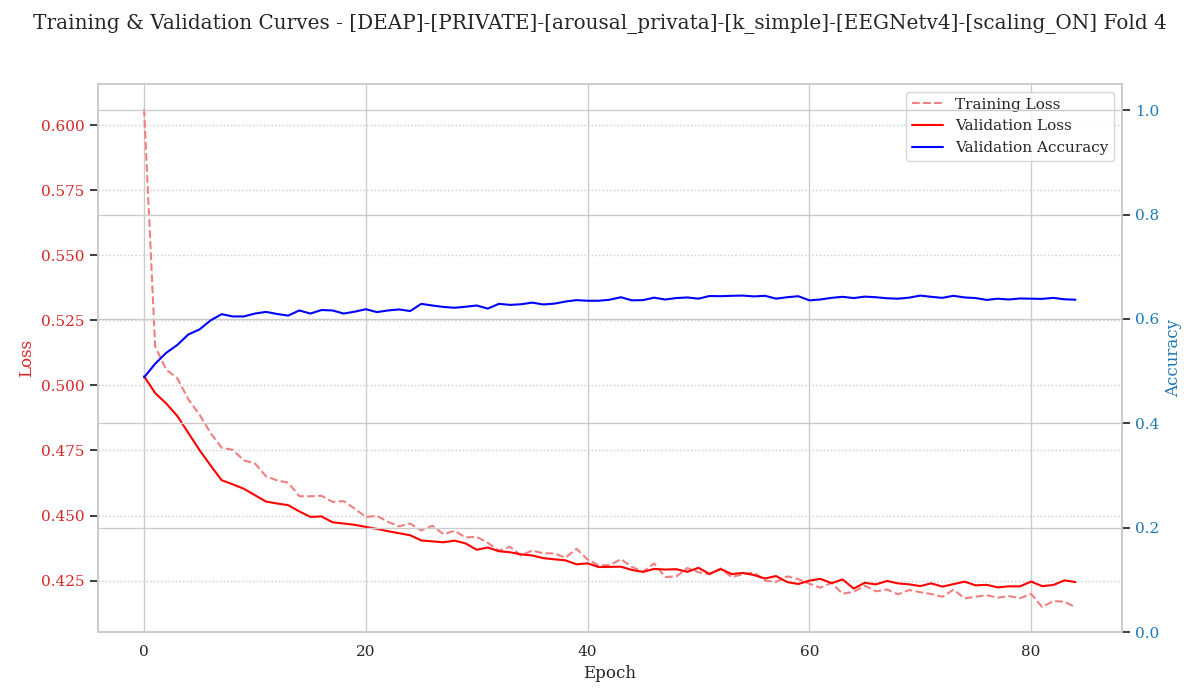 Training & Validation Curves - [DEAP]-[PRIVATE]-[arousal_privata]-[k_simple]-[EEGNetv4]-[scaling_ON] Fold 4
Training Loss
Validation Loss
Validation Accuracy
0.600
0.575
0.550
0.525
0.500
0.475
0.450
0.425
Loss
1.0
0.8
0.6
0.4
0.2
0.0
Accuracy
0 20 40 60 80
Epoch